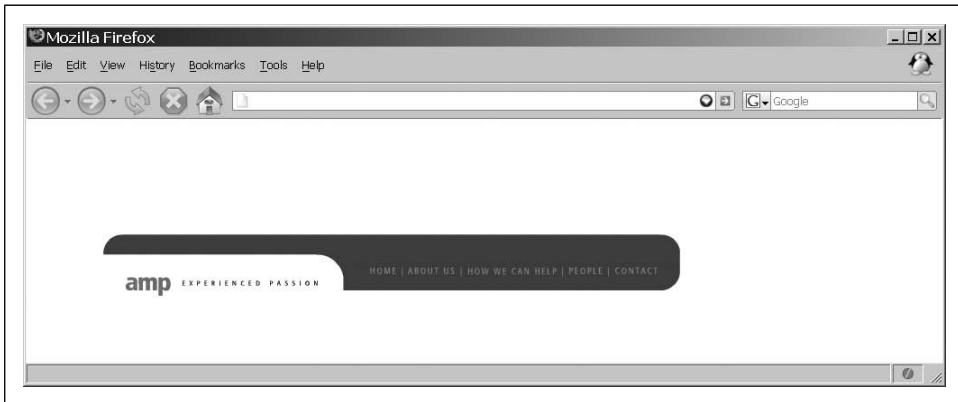 Mozilla Firefox
File Edit View History Bookmarks Tools Help
G Google
HOME | ABOUT US | HOW WE CAN HELP | PEOPLE | CONTACT
amp EXPERIENCED PASSION